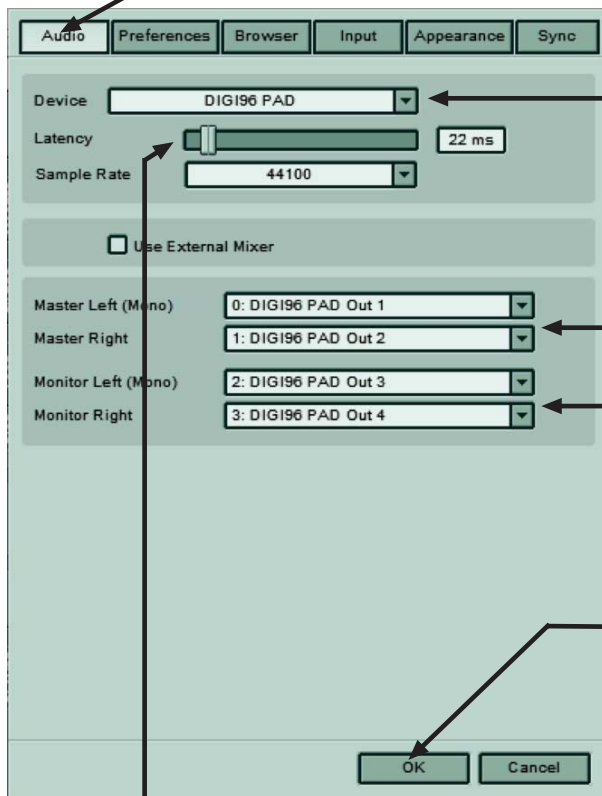 Audio Preferences Browser Input Appearance Sync
Device DIGI96 PAD
Latency 22 ms
Sample Rate 44100
Use External Mixer
Master Left (Mono) 0: DIGI96 PAD Out 1
Master Right 1: DIGI96 PAD Out 2
Monitor Left (Mono) 2: DIGI96 PAD Out 3
Monitor Right 3: DIGI96 PAD Out 4
OK Cancel